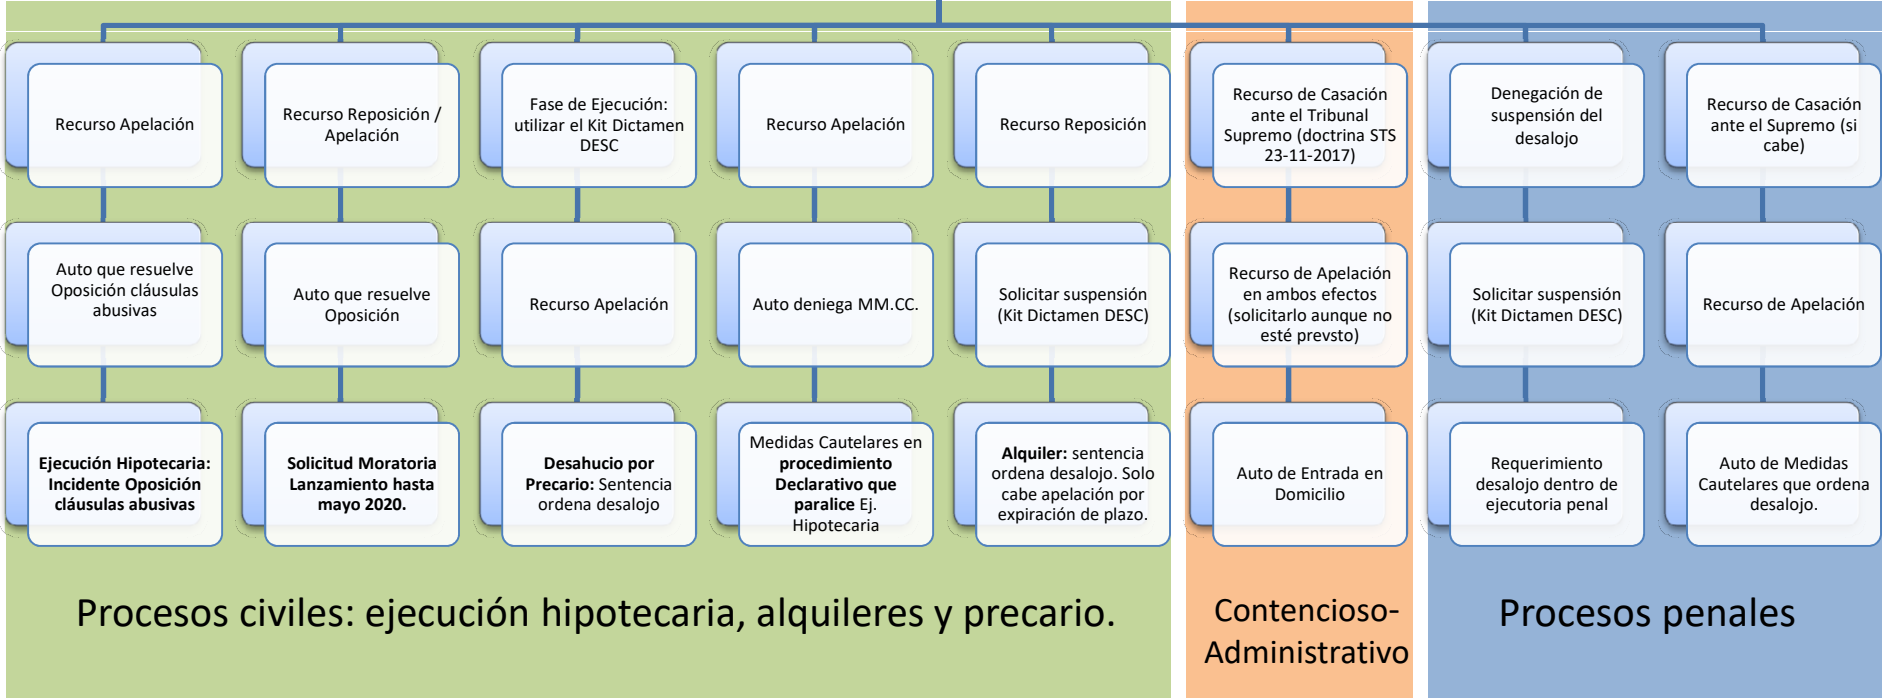 Recurso Apelación
Recurso Reposición /
Apelación
Fase de Ejecución:
utilizar el Kit Dictamen
DESC
Recurso Apelación
Recurso Reposición
Recurso de Casación
ante el Tribunal
Supremo (doctrina STS
23-11-2017)
Denegación de
suspensión del
desalojo
Recurso de Casación
ante el Supremo (si
cabe)
Auto que resuelve
Oposición cláusulas
abusivas
Auto que resuelve
Oposición
Recurso Apelación
Auto deniega MM.CC.
Solicitar suspensión
(Kit Dictamen DESC)
Recurso de Apelación
en ambos efectos
(solicitarlo aunque no
esté prevsto)
Solicitar suspensión
(Kit Dictamen DESC)
Recurso de Apelación
Ejecución Hipotecaria:
Incidente Oposición
cláusulas abusivas
Solicitud Moratoria
Lanzamiento hasta
mayo 2020.
Desahucio por
Precario: Sentencia
ordena desalojo
Medidas Cautelares en
procedimiento
Declarativo que
paralice Ej.
Hipotecaria
Alquiler: sentencia
ordena desalojo. Solo
cabe apelación por
expiración de plazo.
Auto de Entrada en
Domicilio
Requerimiento
desalojo dentro de
ejecutoria penal
Auto de Medidas
Cautelares que ordena
desalojo.
Procesos civiles: ejecución hipotecaria, alquileres y precario.
Contencioso-
Administrativo
Procesos penales